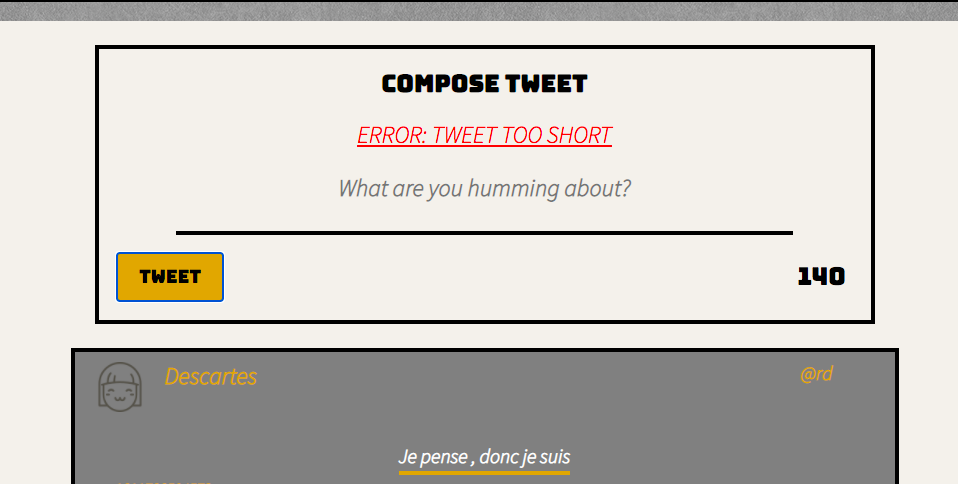 COMPOSE TWEET
ERROR: TWEET TOO SHORT
What are you humming about?
TWEET
140
Descartes
@rd
Je pense , donc je suis